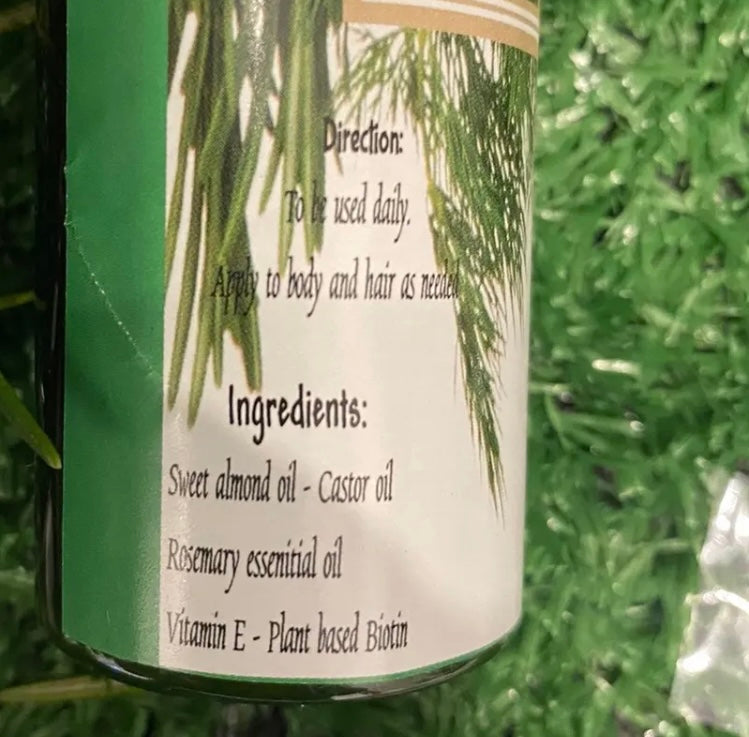 Direction:
To be used daily.
Apply to body and hair as needed
Ingredients:
Sweet almond oil - Castor oil
Rosemary essenitial oil
Vitamin E - Plant based Biotin